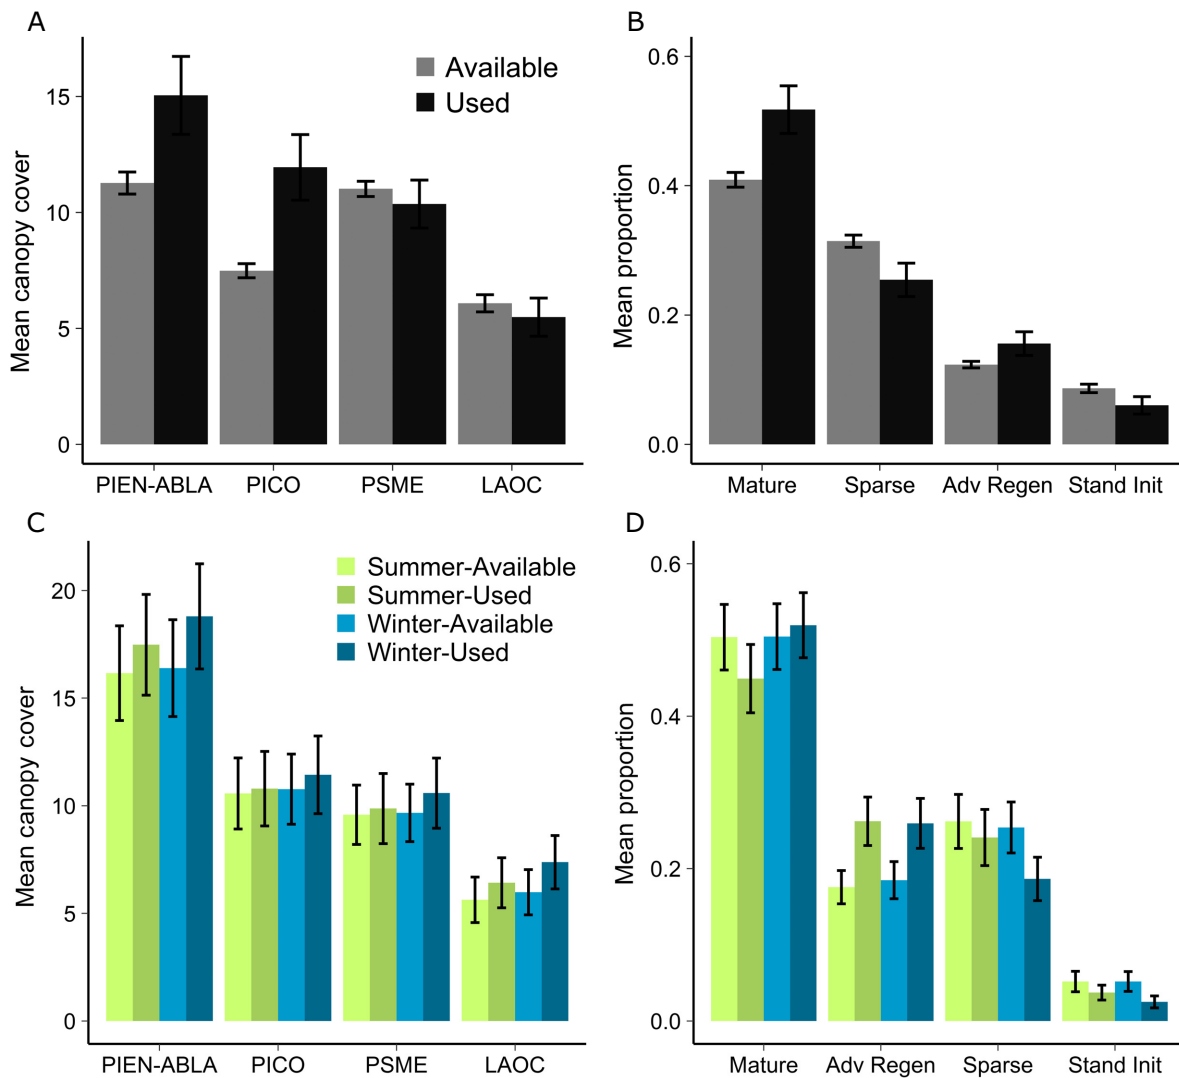 A
Mean canopy cover
15
10
5
0
Available
Used
PIEN-ABLA PICO PSME LAOC
B
Mean proportion
0.6
0.4
0.2
0.0
Mature Sparse Adv Regen Stand Init
C
Mean canopy cover
20
15
10
5
0
Summer-Available
Summer-Used
Winter-Available
Winter-Used
PIEN-ABLA PICO PSME LAOC
D
Mean proportion
0.6
0.4
0.2
0.0
Mature Adv Regen Sparse Stand Init